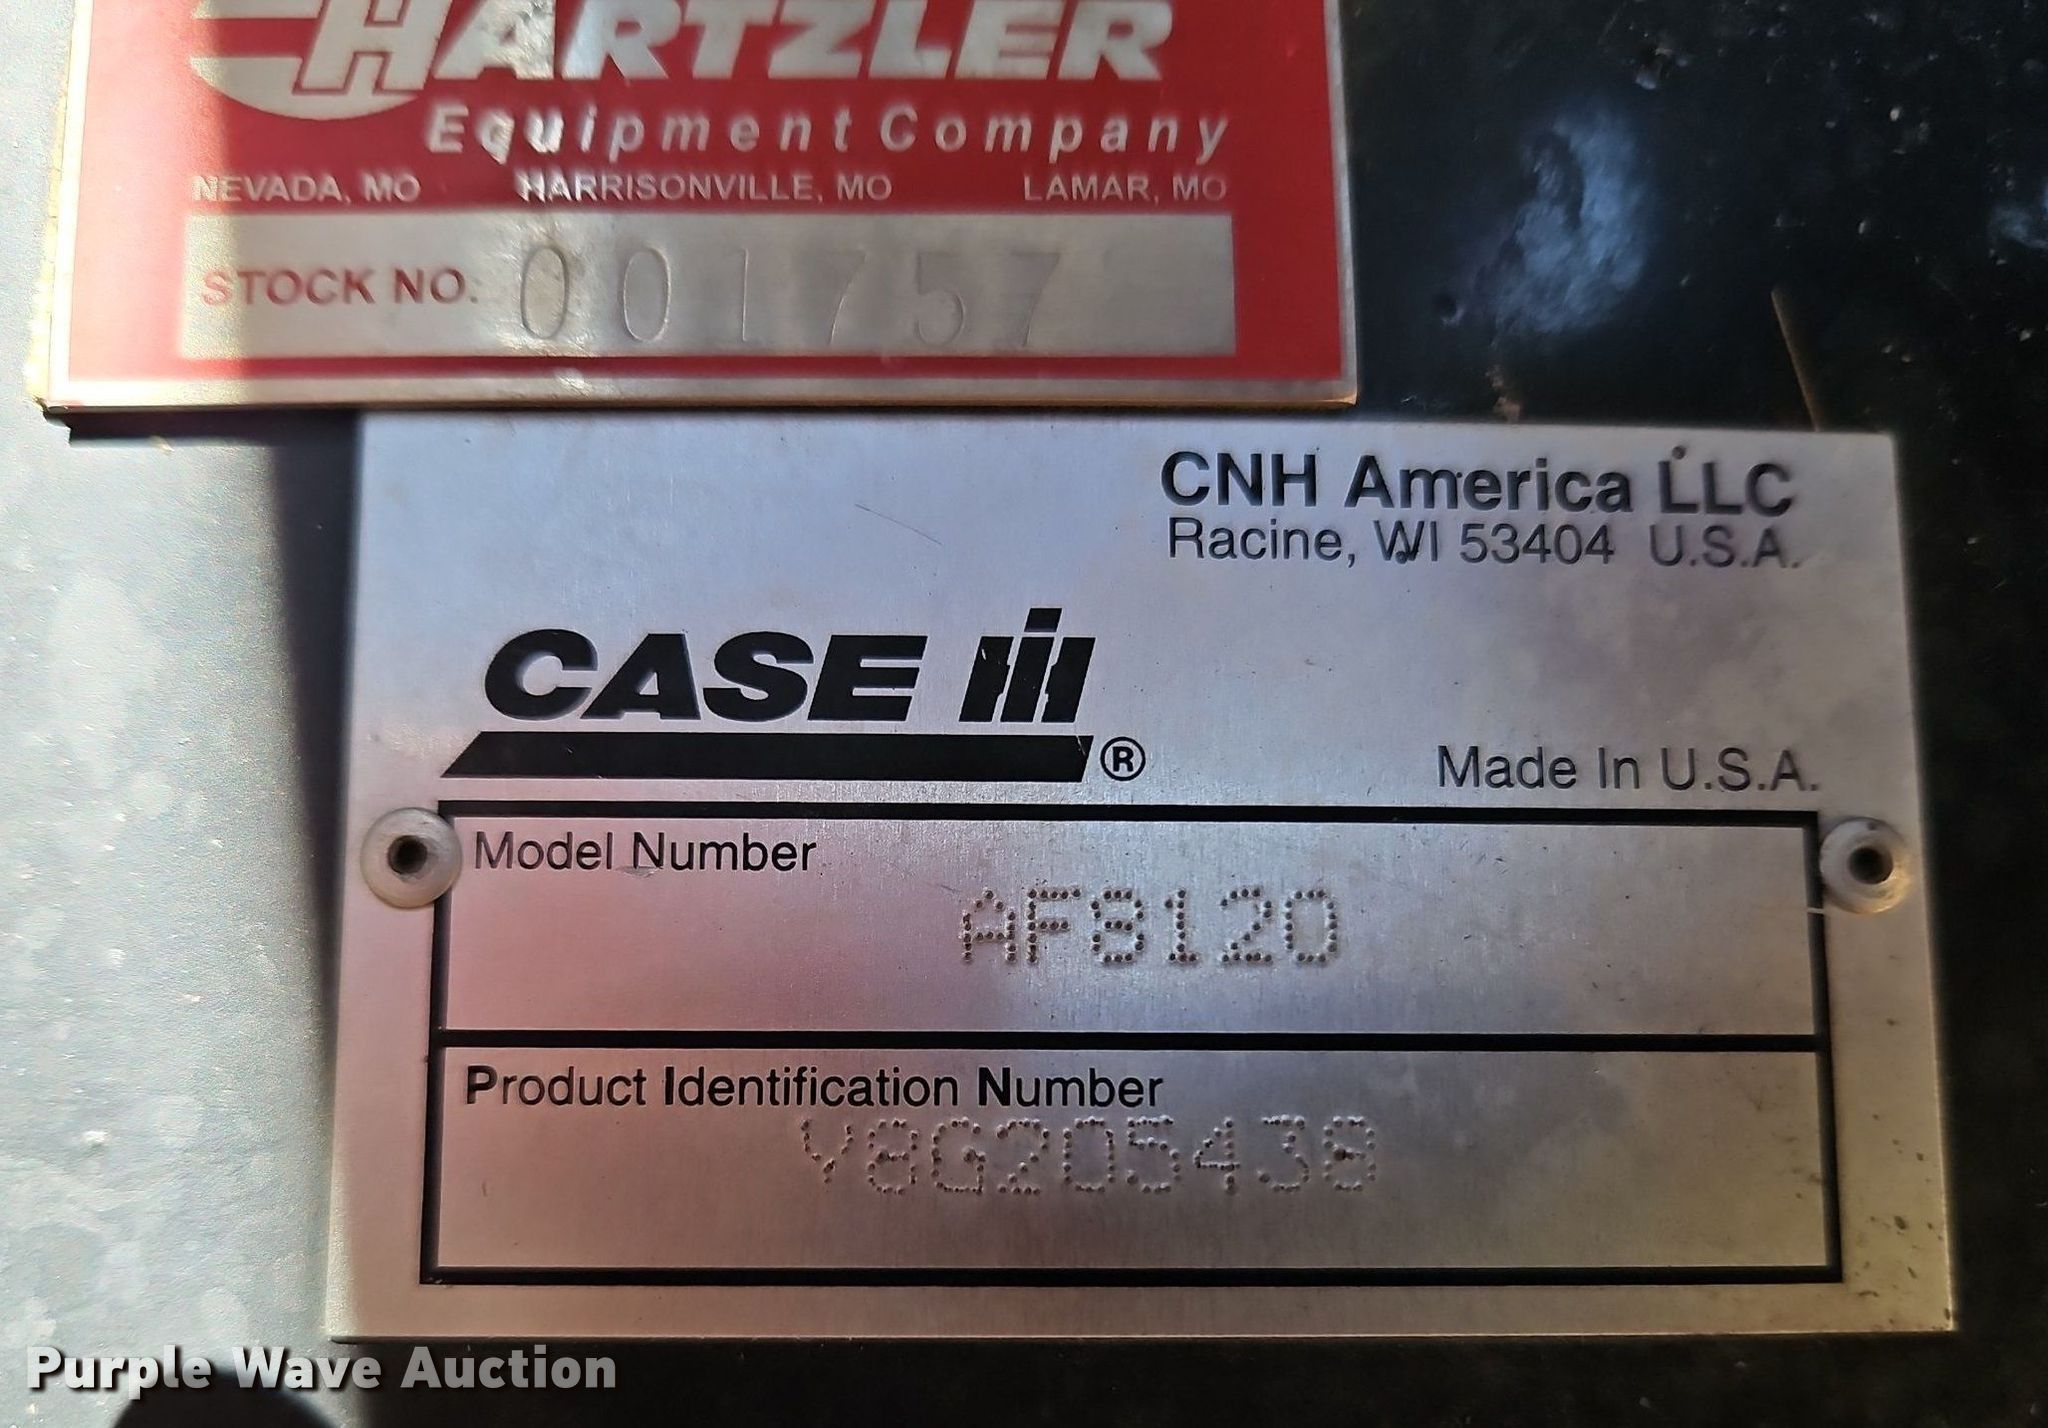 HARTZLER
Equipment Company
NEVADA, MO HARRISONVILLE, MO LAMAR, MO
STOCK NO. 001757
CNH America LLC
Racine, WI 53404 U.S.A.
CASE IH
®
Made In U.S.A.
Model Number
AF8120
Product Identification Number
Y8G205438
Purple Wave Auction